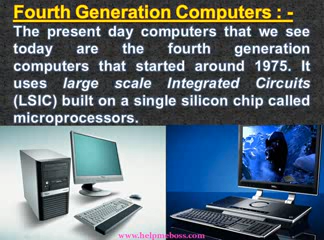 Fourth Generation Computers : -
The present day computers that we see
today are the fourth generation
computers that started around 1975. It
uses large scale Integrated Circuits
(LSIC) built on a single silicon chip called
microprocessors.
www.helpmeboss.com